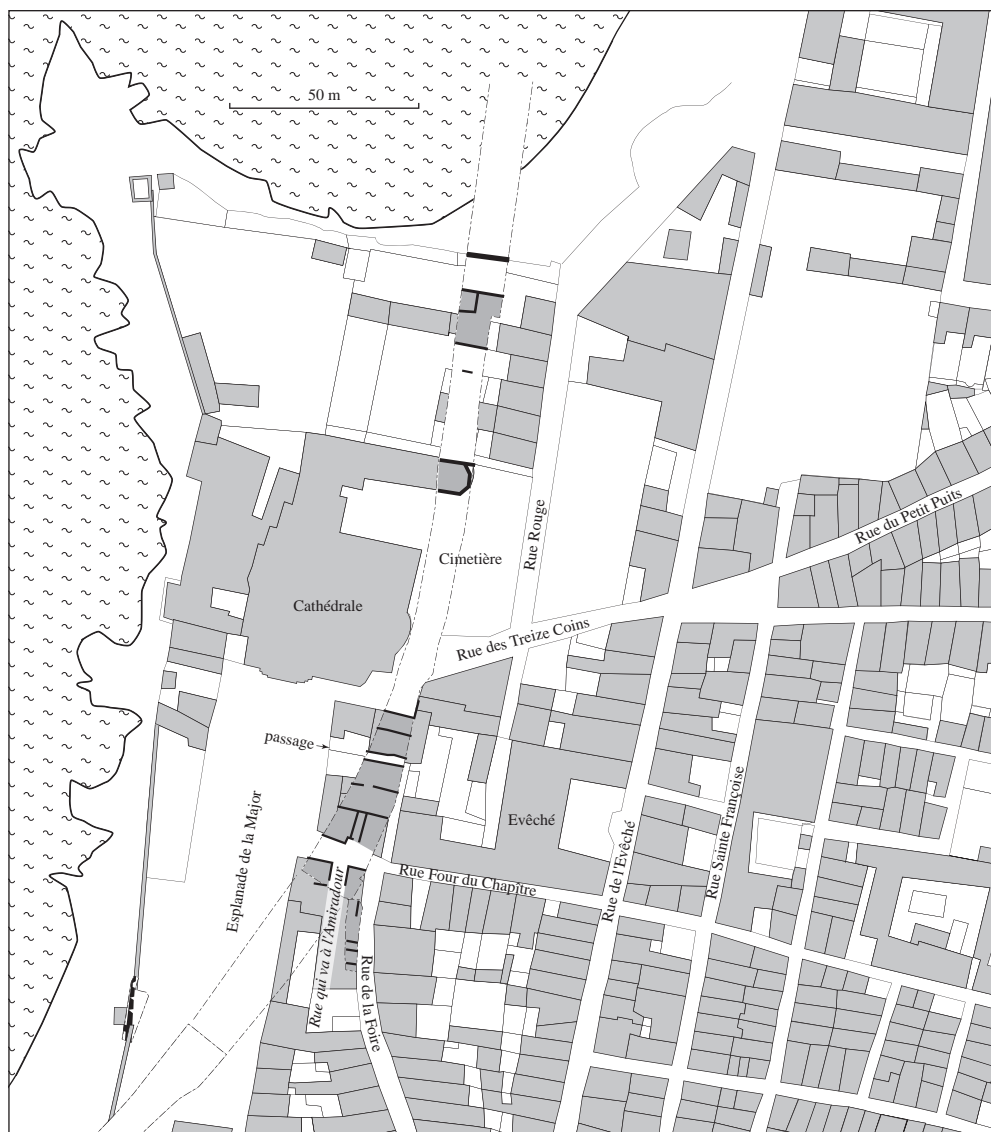 50 m
Rue du Petit Puits
Rue Rouge
Cimetière
Cathédrale
Rue des Treize Coins
passage
Esplanade de la Major
Evêché
Rue de l'Evêché
Rue Sainte Françoise
Rue Four du Chapître
Rue qui va à l'Amiradour
Rue de la Foire